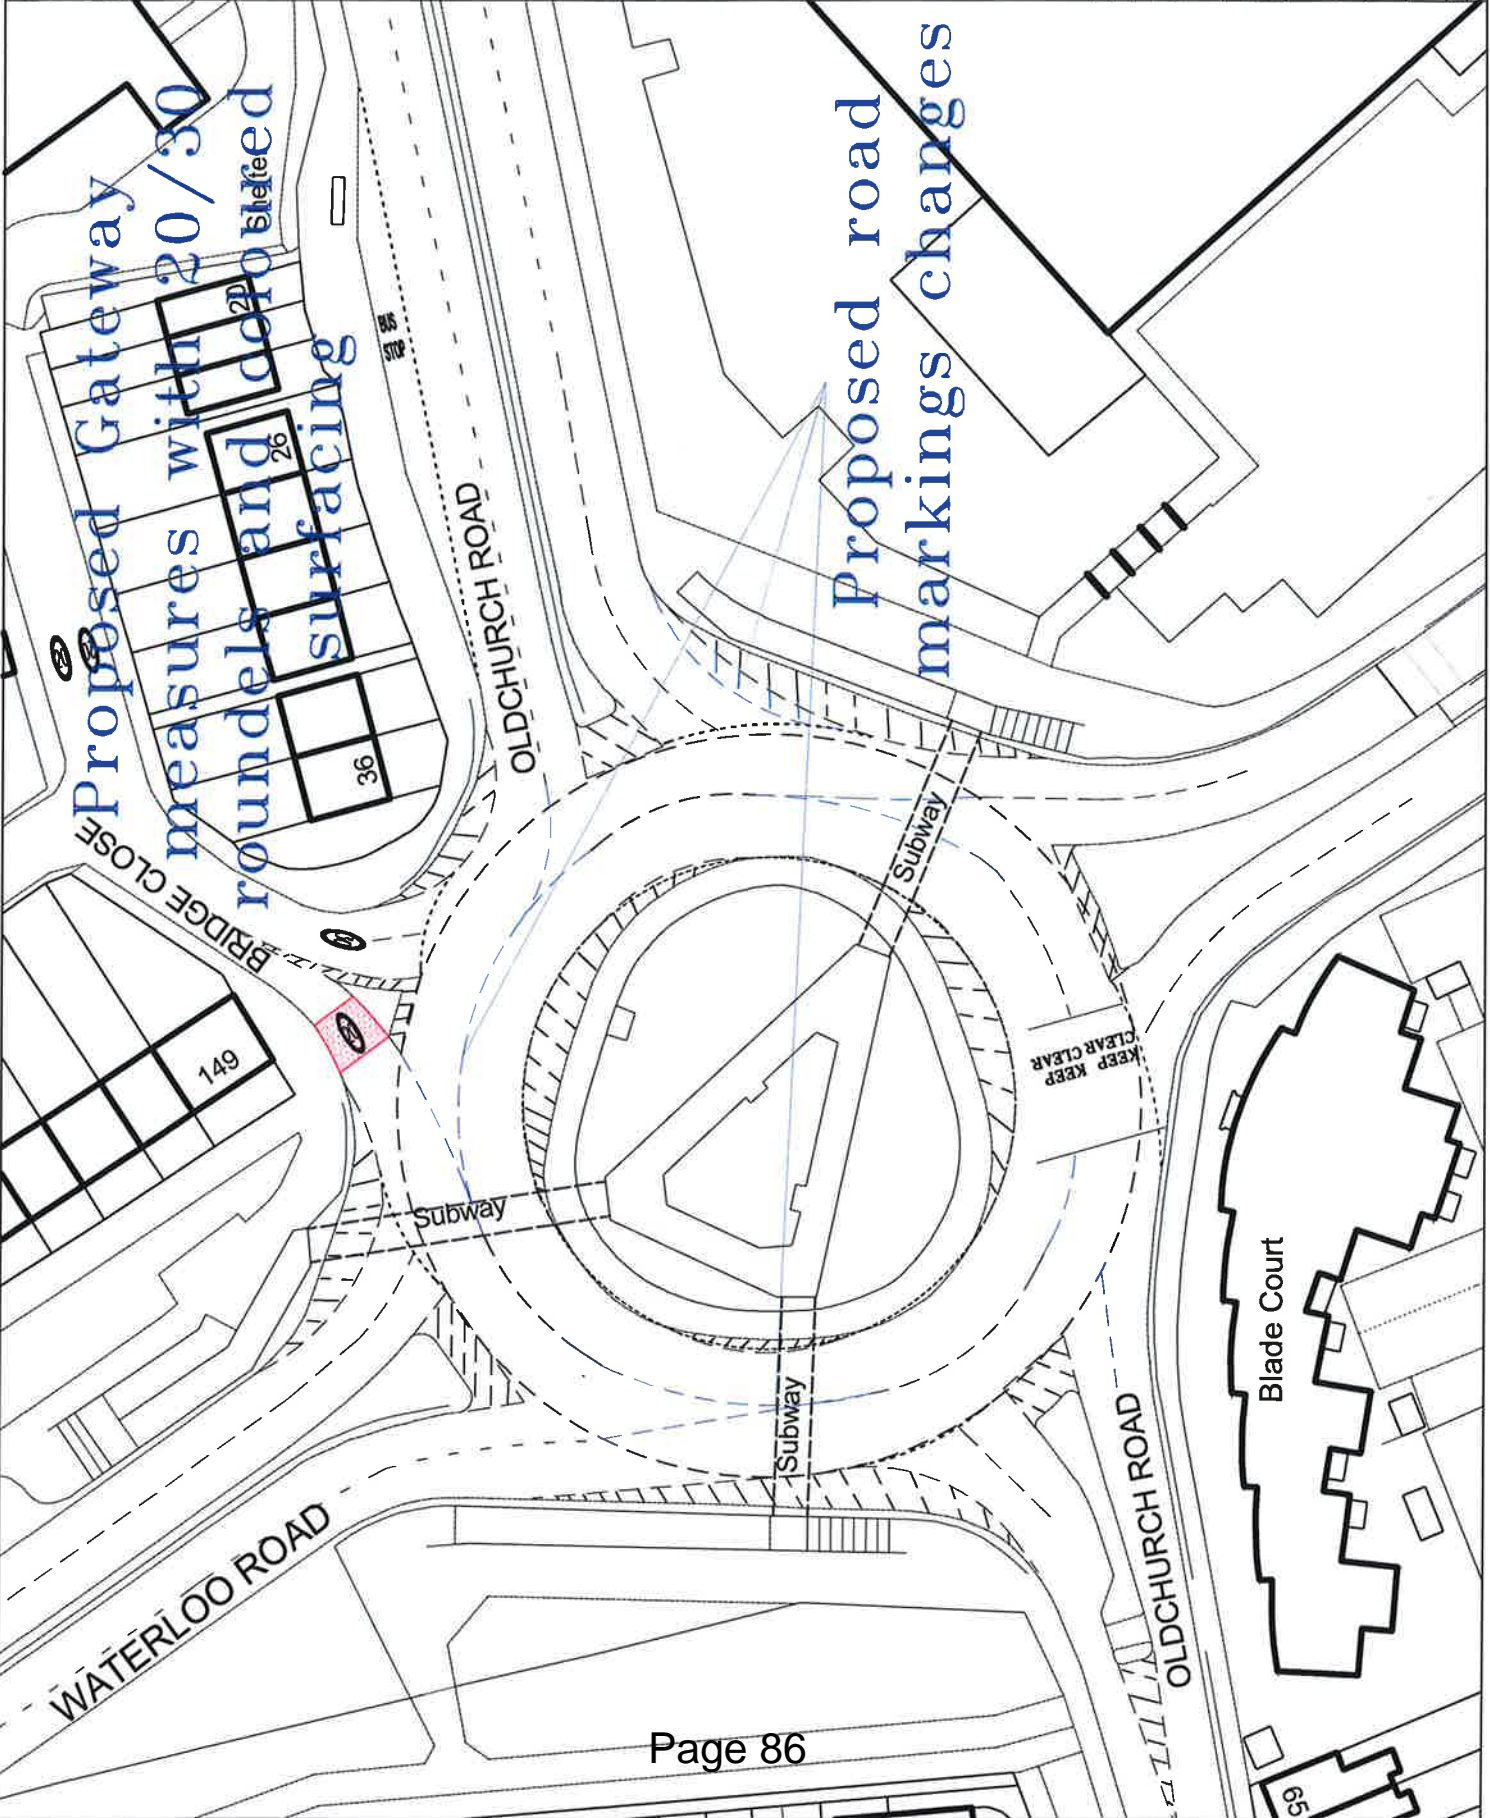 Proposed Gateway
measures with 20/30
roundels and coloured
surfacing
Shelter
2D
26
36
BUS
STOP
OLDCHURCH ROAD
Proposed road
markings changes
BRIDGE CLOSE
149
Subway
Subway
Subway
KEEP KEEP
CLEAR CLEAR
WATERLOO ROAD
OLDCHURCH ROAD
Blade Court
65
Page 86